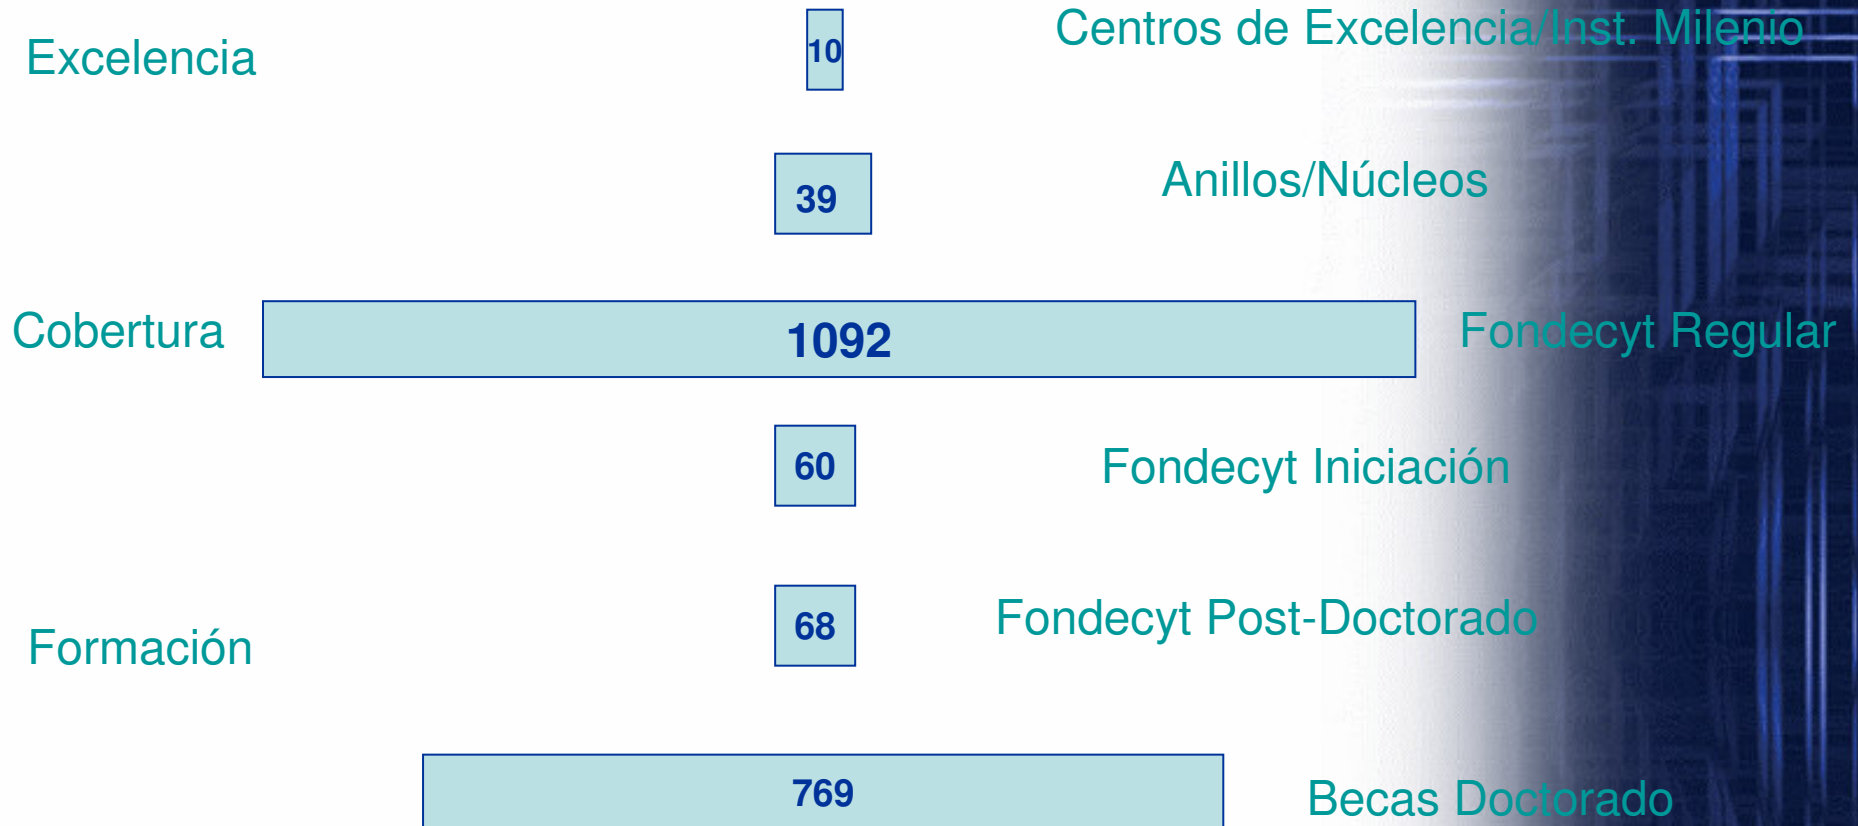 Excelencia
10
Centros de Excelencia/Inst. Milenio
39
Anillos/Núcleos
Cobertura
1092
Fondecyt Regular
60
Fondecyt Iniciación
Formación
68
Fondecyt Post-Doctorado
769
Becas Doctorado